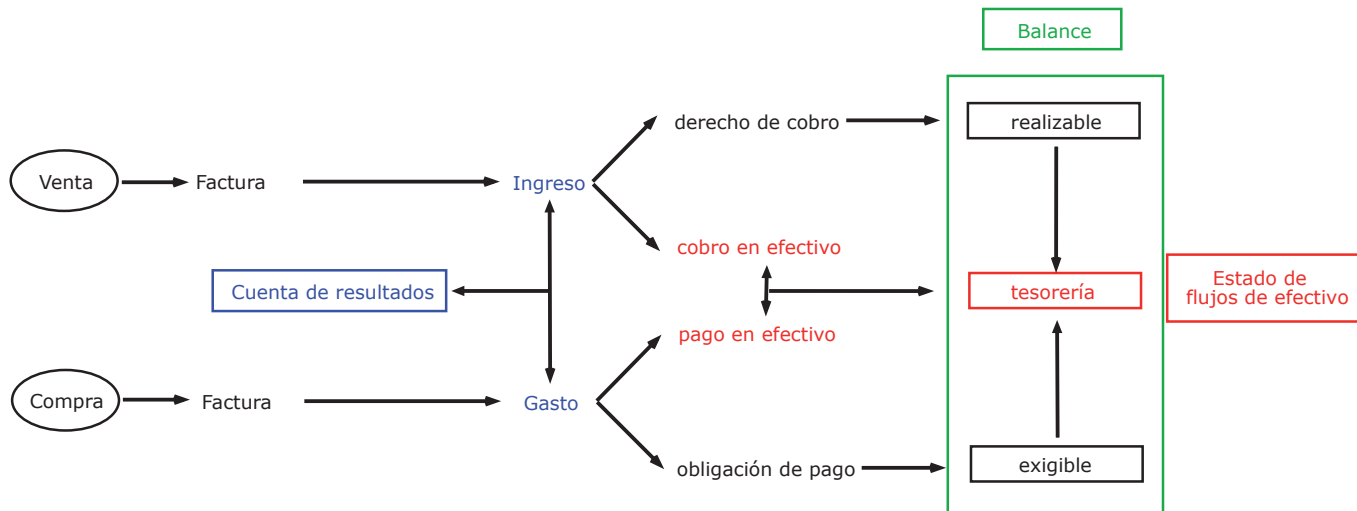 Balance
derecho de cobro
realizable
Venta
Factura
Ingreso
cobro en efectivo
Cuenta de resultados
tesorería
Estado de
flujos de efectivo
pago en efectivo
Compra
Factura
Gasto
obligación de pago
exigible